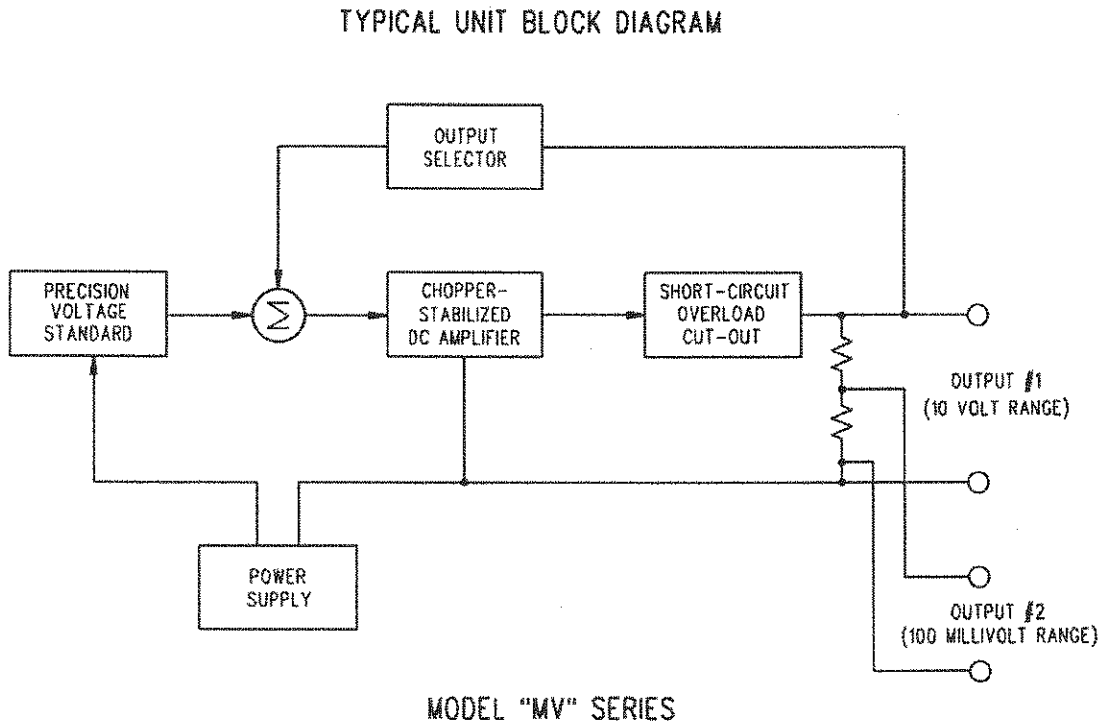 TYPICAL UNIT BLOCK DIAGRAM
OUTPUT
SELECTOR
PRECISION
VOLTAGE
STANDARD
Σ
CHOPPER-
STABILIZED
DC AMPLIFIER
SHORT-CIRCUIT
OVERLOAD
CUT-OUT
OUTPUT #1
(10 VOLT RANGE)
POWER
SUPPLY
OUTPUT #2
(100 MILLIVOLT RANGE)
MODEL "MV" SERIES